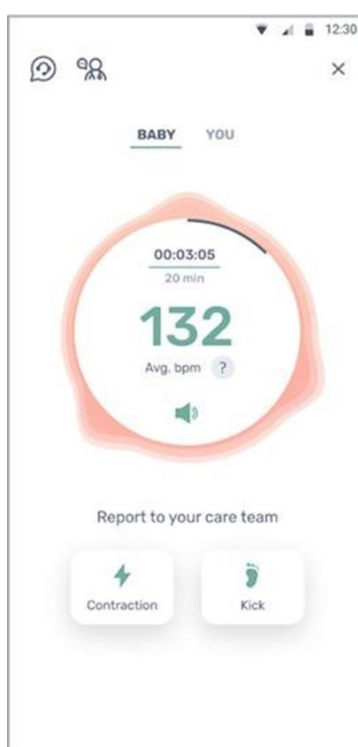 12:30
BABY YOU
00:03:05
20 min
132
Avg. bpm ?
Report to your care team
Contraction Kick